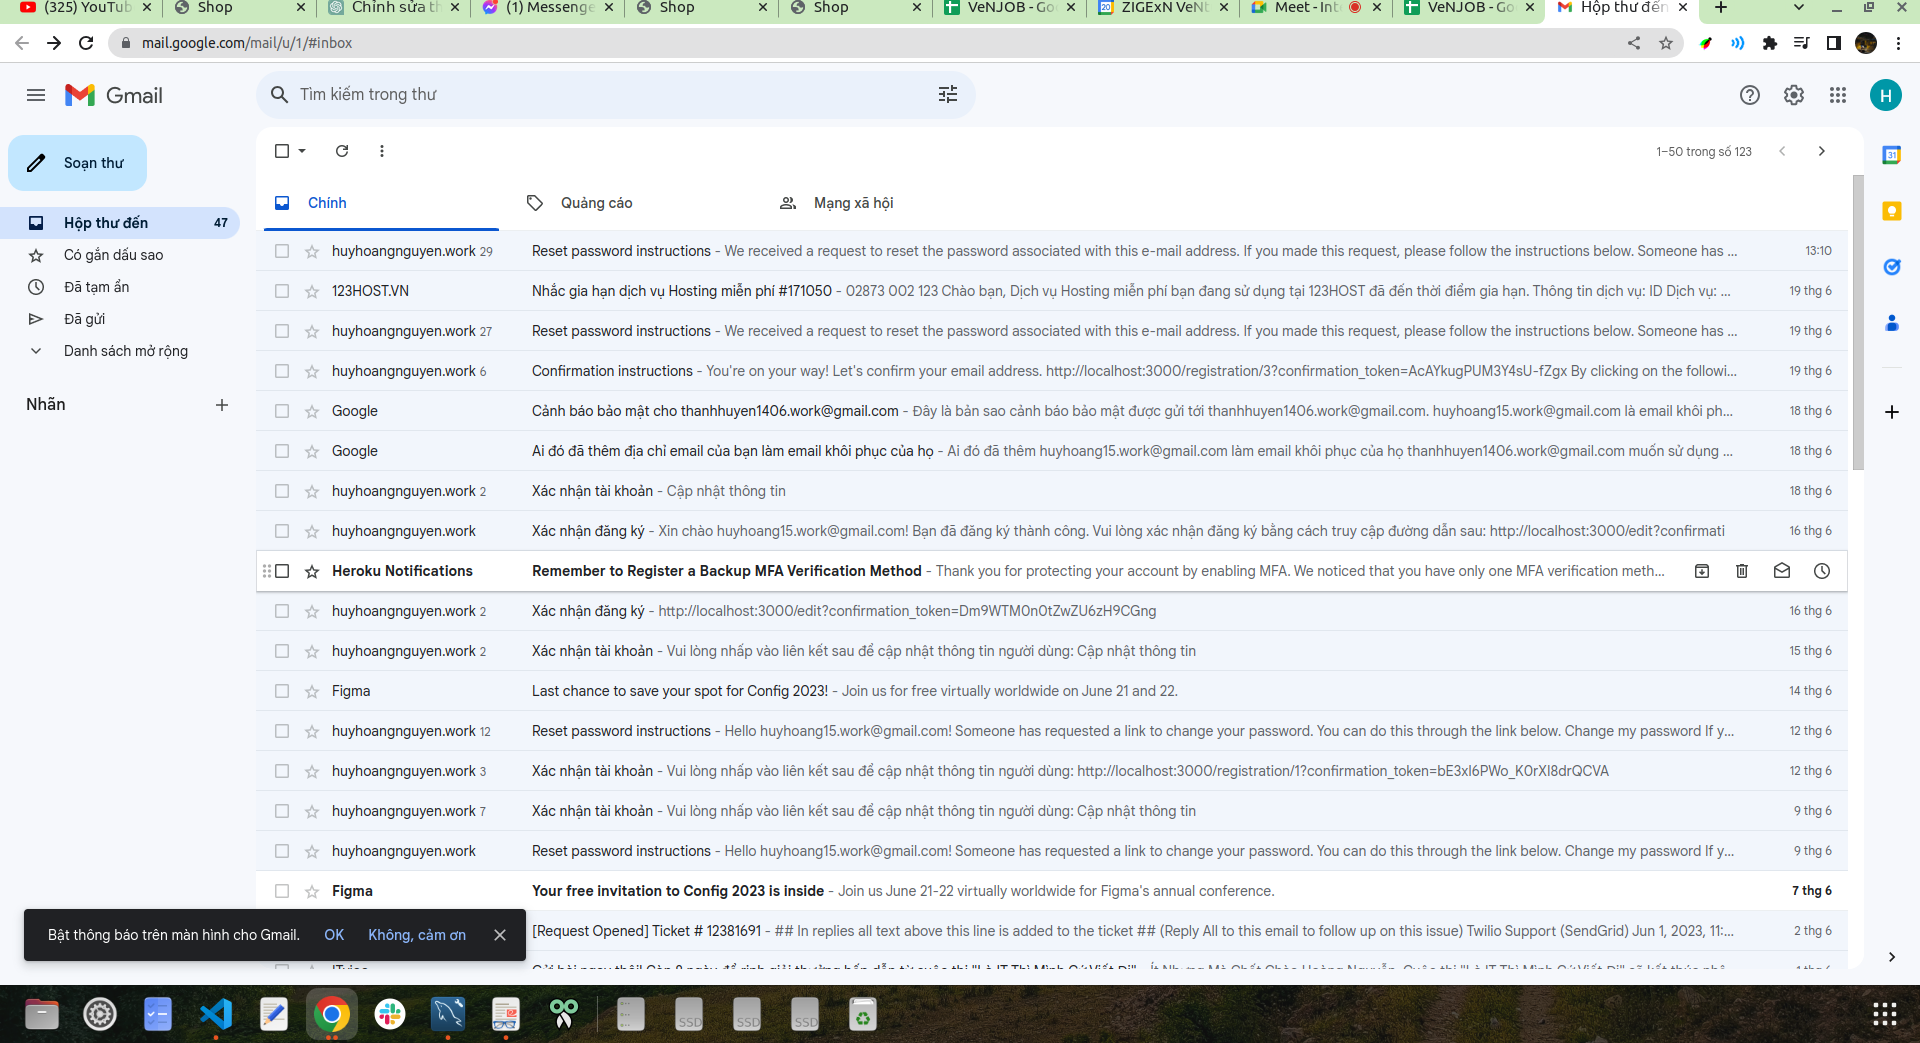 (325) YouTube
Shop
Chỉnh sửa th
(1) Messenge
Shop
Shop
VeNJOB - Go
ZIGExN VeNt
Meet - Int
VeNJOB - Go
Hộp thư đến
mail.google.com/mail/u/1/#inbox
Gmail
Tìm kiếm trong thư
H
Soạn thư
1–50 trong số 123
31
Chính
Quảng cáo
Mạng xã hội
Hộp thư đến 47
Có gắn dấu sao
Đã tạm ẩn
Đã gửi
Danh sách mở rộng
Nhãn
huyhoangnguyen.work 29 Reset password instructions - We received a request to reset the password associated with this e-mail address. If you made this request, please follow the instructions below. Someone has ... 13:10
123HOST.VN Nhắc gia hạn dịch vụ Hosting miễn phí #171050 - 02873 002 123 Chào bạn, Dịch vụ Hosting miễn phí bạn đang sử dụng tại 123HOST đã đến thời điểm gia hạn. Thông tin dịch vụ: ID Dịch vụ: ... 19 thg 6
huyhoangnguyen.work 27 Reset password instructions - We received a request to reset the password associated with this e-mail address. If you made this request, please follow the instructions below. Someone has ... 19 thg 6
huyhoangnguyen.work 6 Confirmation instructions - You're on your way! Let's confirm your email address. http://localhost:3000/registration/3?confirmation_token=AcAYkugPUM3Y4sU-fZgx By clicking on the followi... 19 thg 6
Google Cảnh báo bảo mật cho thanhhuyen1406.work@gmail.com - Đây là bản sao cảnh báo bảo mật được gửi tới thanhhuyen1406.work@gmail.com. huyhoang15.work@gmail.com là email khôi ph... 18 thg 6
Google Ai đó đã thêm địa chỉ email của bạn làm email khôi phục của họ - Ai đó đã thêm huyhoang15.work@gmail.com làm email khôi phục của họ thanhhuyen1406.work@gmail.com muốn sử dụng ... 18 thg 6
huyhoangnguyen.work 2 Xác nhận tài khoản - Cập nhật thông tin 18 thg 6
huyhoangnguyen.work Xác nhận đăng ký - Xin chào huyhoang15.work@gmail.com! Bạn đã đăng ký thành công. Vui lòng xác nhận đăng ký bằng cách truy cập đường dẫn sau: http://localhost:3000/edit?confirmati 16 thg 6
Heroku Notifications Remember to Register a Backup MFA Verification Method - Thank you for protecting your account by enabling MFA. We noticed that you have only one MFA verification meth...
huyhoangnguyen.work 2 Xác nhận đăng ký - http://localhost:3000/edit?confirmation_token=Dm9WTM0n0tZwZU6zH9CGng 16 thg 6
huyhoangnguyen.work 2 Xác nhận tài khoản - Vui lòng nhấp vào liên kết sau để cập nhật thông tin người dùng: Cập nhật thông tin 15 thg 6
Figma Last chance to save your spot for Config 2023! - Join us for free virtually worldwide on June 21 and 22. 14 thg 6
huyhoangnguyen.work 12 Reset password instructions - Hello huyhoang15.work@gmail.com! Someone has requested a link to change your password. You can do this through the link below. Change my password If y... 12 thg 6
huyhoangnguyen.work 3 Xác nhận tài khoản - Vui lòng nhấp vào liên kết sau để cập nhật thông tin người dùng: http://localhost:3000/registration/1?confirmation_token=bE3xl6PWo_K0rXI8drQCVA 12 thg 6
huyhoangnguyen.work 7 Xác nhận tài khoản - Vui lòng nhấp vào liên kết sau để cập nhật thông tin người dùng: Cập nhật thông tin 9 thg 6
huyhoangnguyen.work Reset password instructions - Hello huyhoang15.work@gmail.com! Someone has requested a link to change your password. You can do this through the link below. Change my password If y... 9 thg 6
Figma Your free invitation to Config 2023 is inside - Join us June 21-22 virtually worldwide for Figma's annual conference. 7 thg 6
[Request Opened] Ticket # 12381691 - ## In replies all text above this line is added to the ticket ## (Reply All to this email to follow up on this issue) Twilio Support (SendGrid) Jun 1, 2023, 11:... 2 thg 6
Bật thông báo trên màn hình cho Gmail. OK Không, cảm ơn
SSD
SSD
SSD